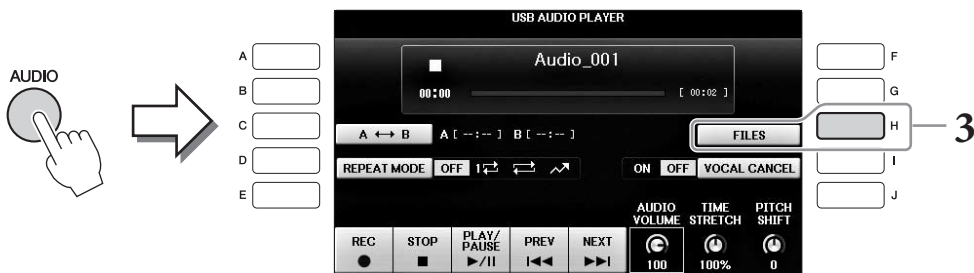 USB AUDIO PLAYER
AUDIO
A
B
C
D
E
Audio_001
00:00 [ 00:02 ]
A ↔ B A [ --:-- ] B [ --:-- ]
FILES
REPEAT MODE OFF 1
ON OFF VOCAL CANCEL
AUDIO VOLUME
TIME STRETCH
PITCH SHIFT
REC
STOP
PLAY/PAUSE
PREV
NEXT
100
100%
0
F
G
H
I
J
3